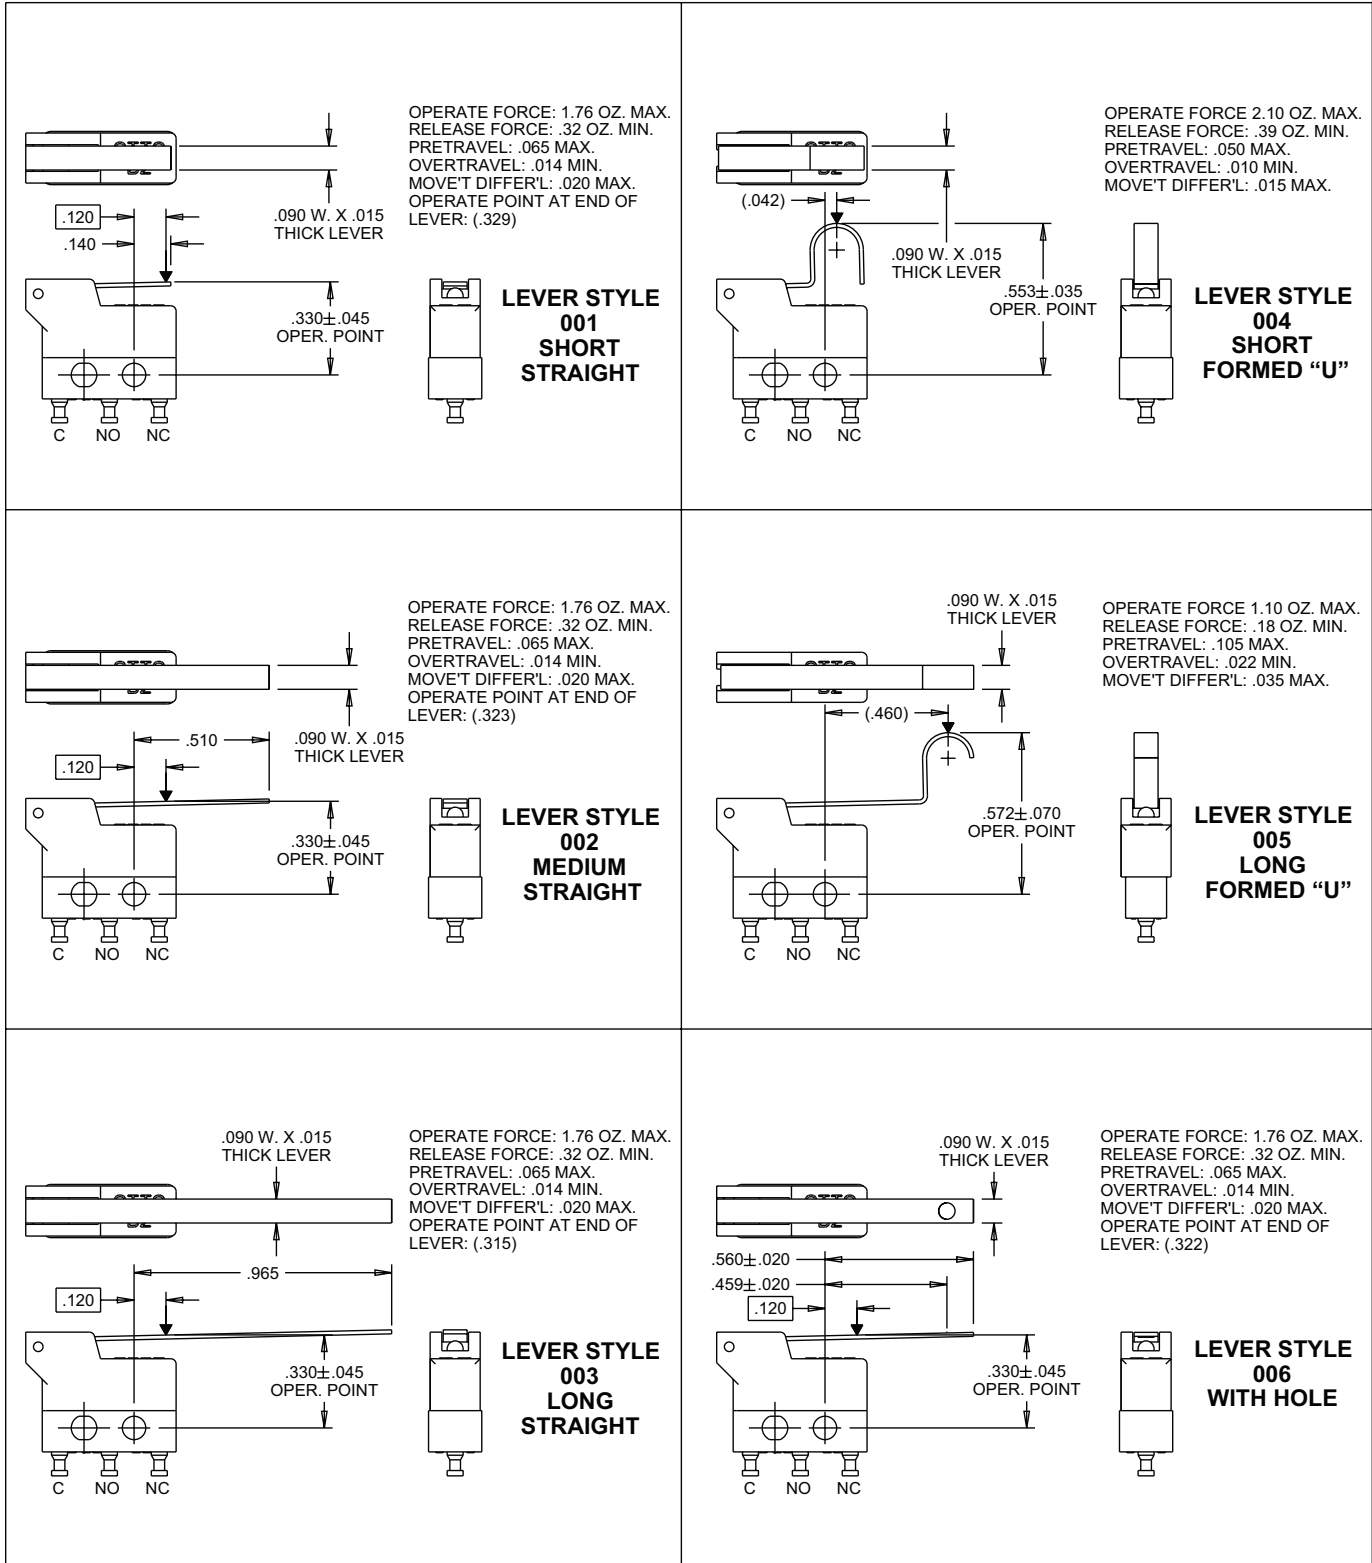 OPERATE FORCE: 1.76 OZ. MAX.
RELEASE FORCE: .32 OZ. MIN.
PRETRAVEL: .065 MAX.
OVERTRAVEL: .014 MIN.
MOVE'T DIFFER'L: .020 MAX.
OPERATE POINT AT END OF
LEVER: (.329)
.090 W. X .015
THICK LEVER
.120
.140
.330±.045
OPER. POINT
LEVER STYLE
001
SHORT
STRAIGHT
C NO NC
OPERATE FORCE 2.10 OZ. MAX.
RELEASE FORCE: .39 OZ. MIN.
PRETRAVEL: .050 MAX.
OVERTRAVEL: .010 MIN.
MOVE'T DIFFER'L: .015 MAX.
(.042)
.090 W. X .015
THICK LEVER
.553±.035
OPER. POINT
LEVER STYLE
004
SHORT
FORMED “U”
C NO NC
OPERATE FORCE: 1.76 OZ. MAX.
RELEASE FORCE: .32 OZ. MIN.
PRETRAVEL: .065 MAX.
OVERTRAVEL: .014 MIN.
MOVE'T DIFFER'L: .020 MAX.
OPERATE POINT AT END OF
LEVER: (.323)
.510
.090 W. X .015
THICK LEVER
.120
.330±.045
OPER. POINT
LEVER STYLE
002
MEDIUM
STRAIGHT
C NO NC
.090 W. X .015
THICK LEVER
OPERATE FORCE 1.10 OZ. MAX.
RELEASE FORCE: .18 OZ. MIN.
PRETRAVEL: .105 MAX.
OVERTRAVEL: .022 MIN.
MOVE'T DIFFER'L: .035 MAX.
(.460)
.572±.070
OPER. POINT
LEVER STYLE
005
LONG
FORMED “U”
C NO NC
.090 W. X .015
THICK LEVER
OPERATE FORCE: 1.76 OZ. MAX.
RELEASE FORCE: .32 OZ. MIN.
PRETRAVEL: .065 MAX.
OVERTRAVEL: .014 MIN.
MOVE'T DIFFER'L: .020 MAX.
OPERATE POINT AT END OF
LEVER: (.315)
.965
.120
.330±.045
OPER. POINT
LEVER STYLE
003
LONG
STRAIGHT
C NO NC
.090 W. X .015
THICK LEVER
OPERATE FORCE: 1.76 OZ. MAX.
RELEASE FORCE: .32 OZ. MIN.
PRETRAVEL: .065 MAX.
OVERTRAVEL: .014 MIN.
MOVE'T DIFFER'L: .020 MAX.
OPERATE POINT AT END OF
LEVER: (.322)
.560±.020
.459±.020
.120
.330±.045
OPER. POINT
LEVER STYLE
006
WITH HOLE
C NO NC